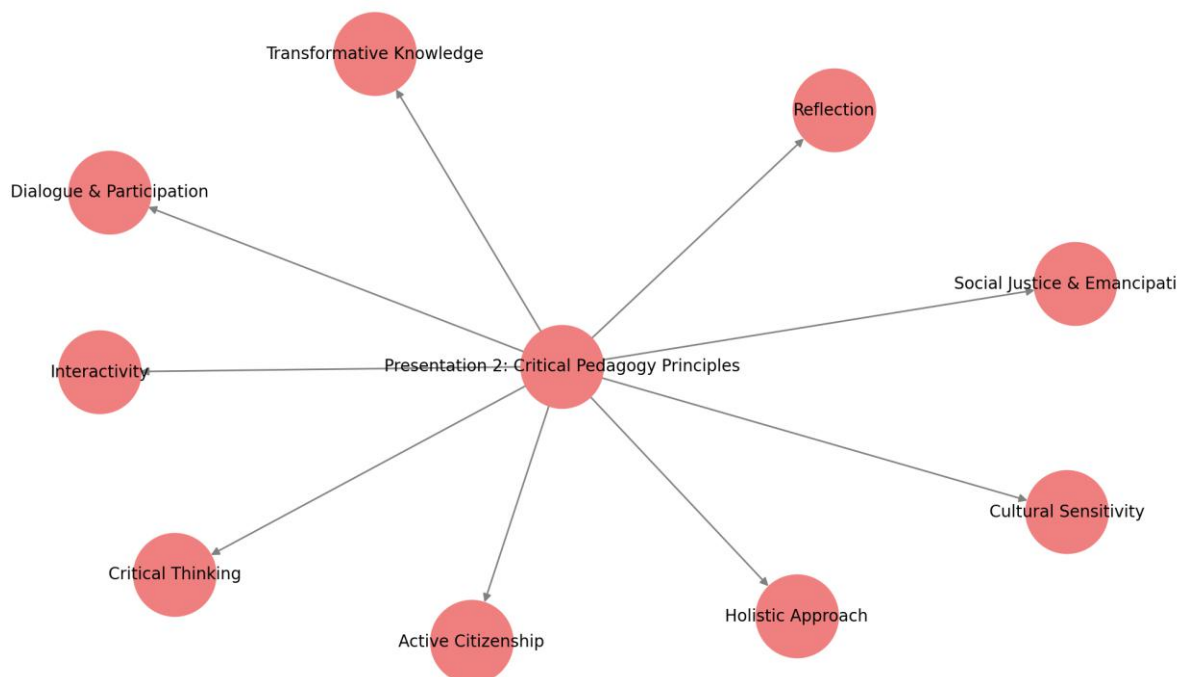 Transformative Knowledge
Reflection
Dialogue & Participation
Social Justice & Emancipati
Interactivity
Presentation 2: Critical Pedagogy Principles
Cultural Sensitivity
Critical Thinking
Holistic Approach
Active Citizenship